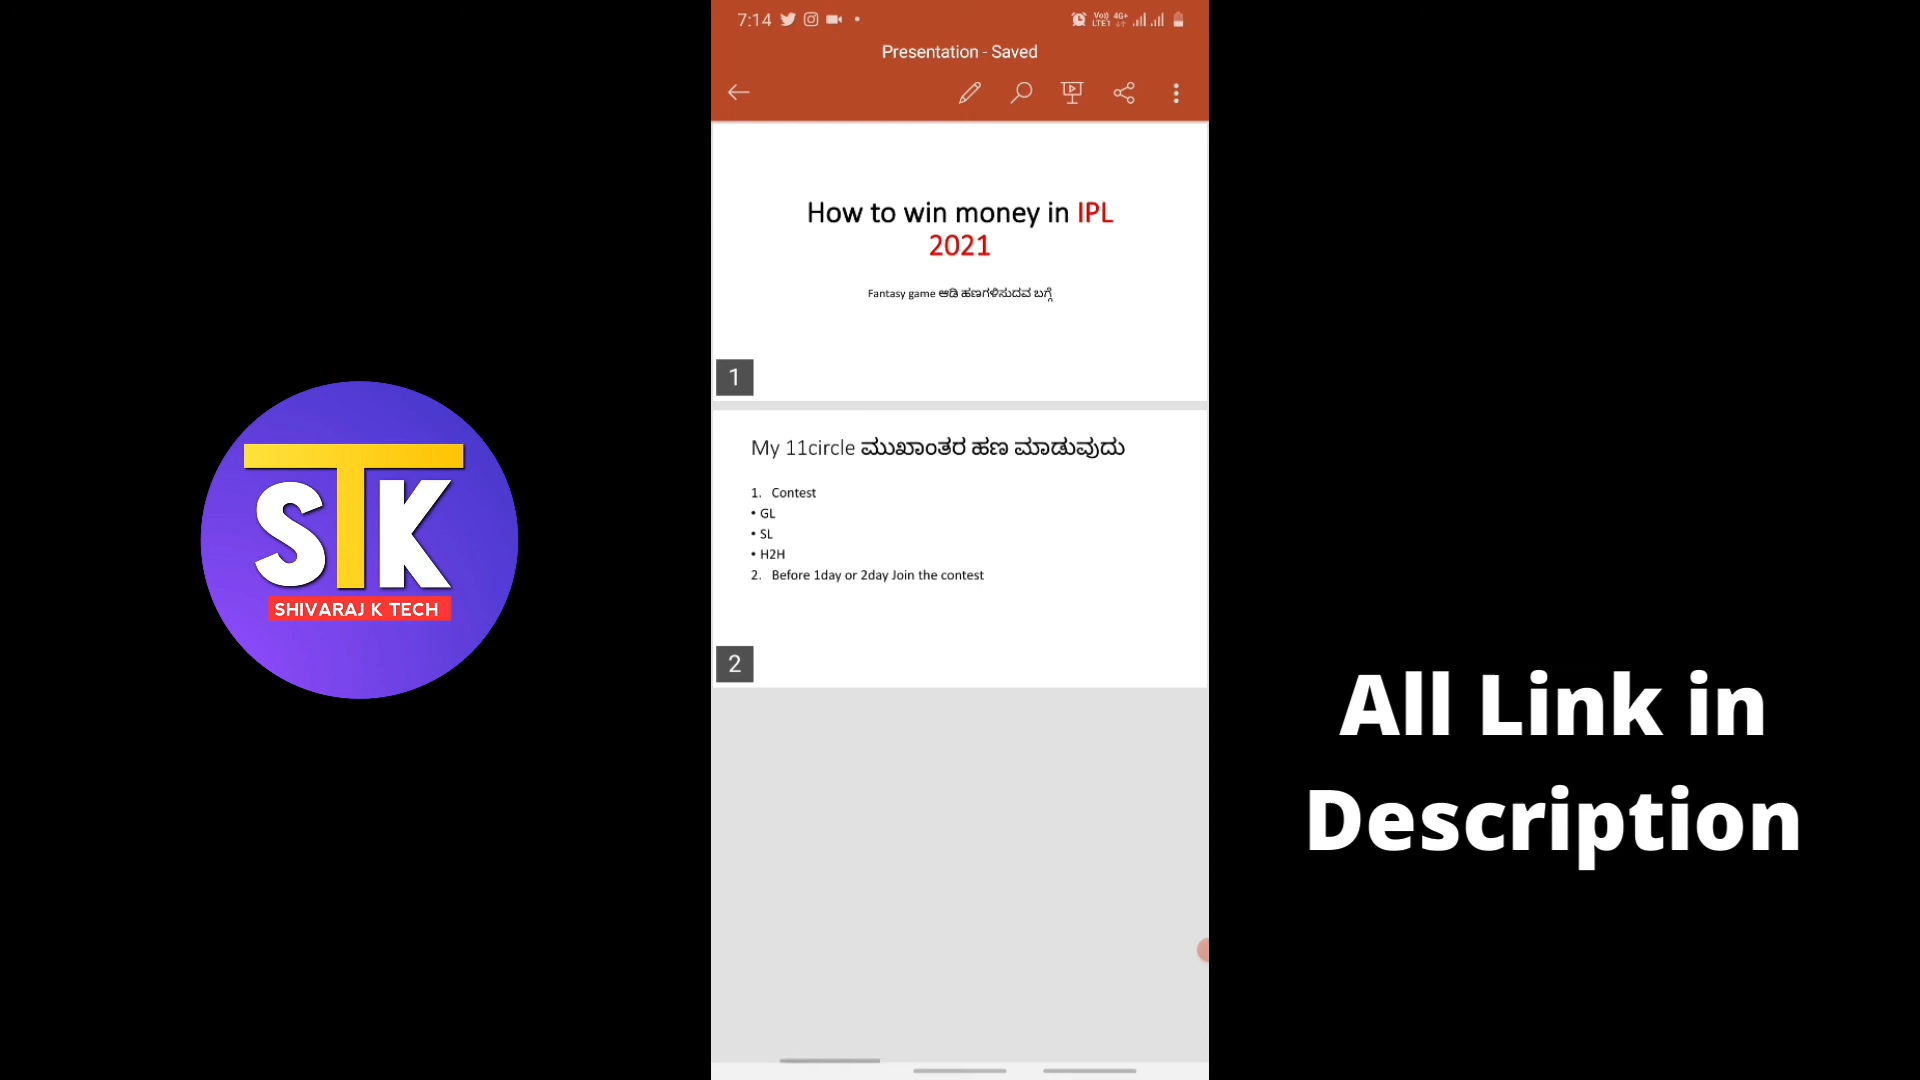 7:14
VoLTE1 4G+
Presentation - Saved
How to win money in IPL
2021
Fantasy game ಆಡಿ ಹಣಗಳಿಸುದವ ಬಗ್ಗೆ
1
My 11circle ಮುಖಾಂತರ ಹಣ ಮಾಡುವುದು
1. Contest
• GL
• SL
• H2H
2. Before 1day or 2day Join the contest
2
STK
SHIVARAJ K TECH
All Link in
Description